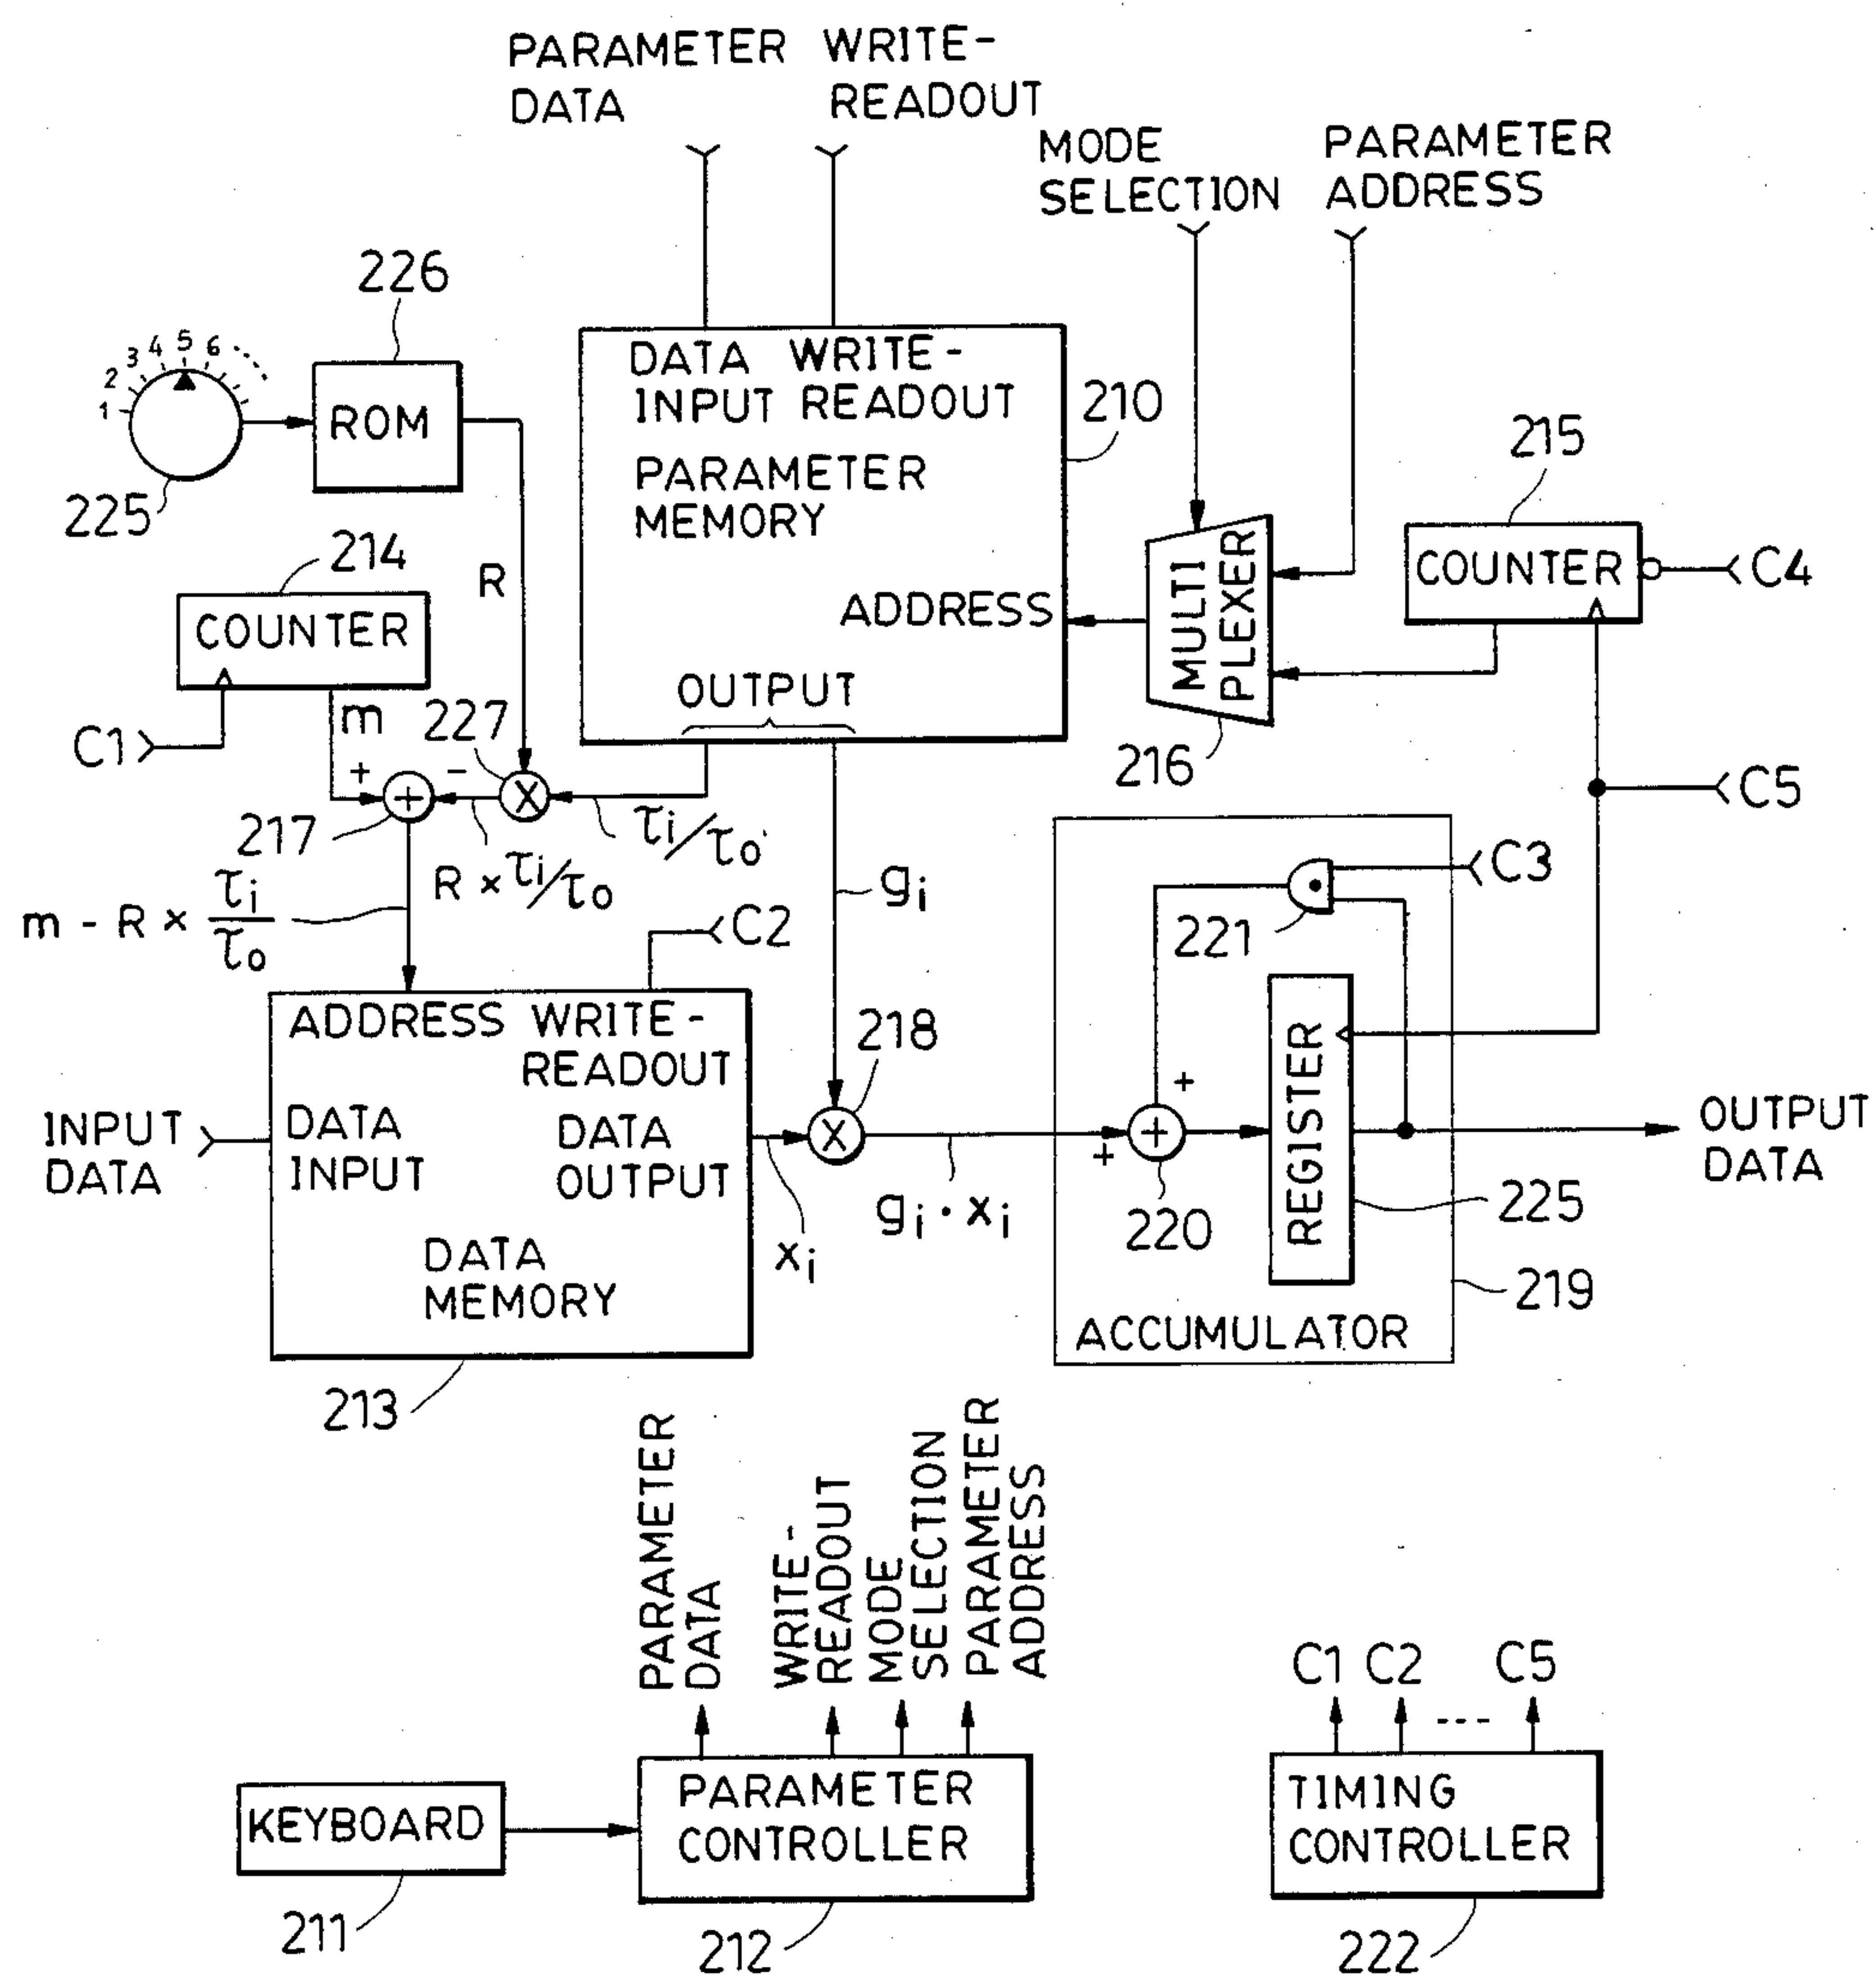 PARAMETER WRITE-
DATA READOUT
MODE SELECTION
PARAMETER ADDRESS
226
1 2 3 4 5 6
ROM
225
R
DATA WRITE-
INPUT READOUT
PARAMETER
MEMORY
ADDRESS
OUTPUT
210
MULTI
PLEXER
216
215
COUNTER
C4
C5
214
COUNTER
C1
m
227
+
-
+
X
217
τi/τo
R × τi/τo
m - R × τi/τo
gi
C2
ADDRESS WRITE-
READOUT
DATA
INPUT
DATA
OUTPUT
DATA
MEMORY
213
INPUT
DATA
218
X
xi
gi · xi
C3
221
+
+
+
220
REGISTER
225
219
ACCUMULATOR
OUTPUT
DATA
PARAMETER
DATA
WRITE-
READOUT
MODE
SELECTION
PARAMETER
ADDRESS
KEYBOARD
211
PARAMETER
CONTROLLER
212
C1 C2 --- C5
TIMING
CONTROLLER
222